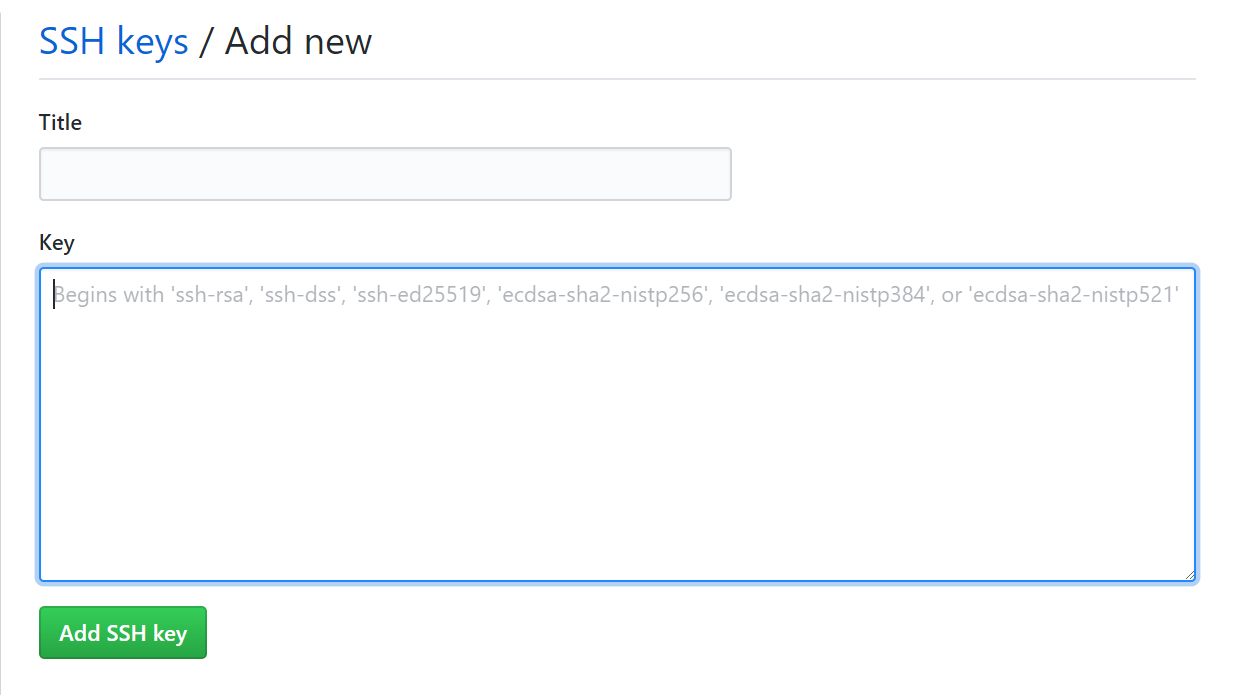 SSH keys / Add new
Title
Key
Begins with 'ssh-rsa', 'ssh-dss', 'ssh-ed25519', 'ecdsa-sha2-nistp256', 'ecdsa-sha2-nistp384', or 'ecdsa-sha2-nistp521'
Add SSH key